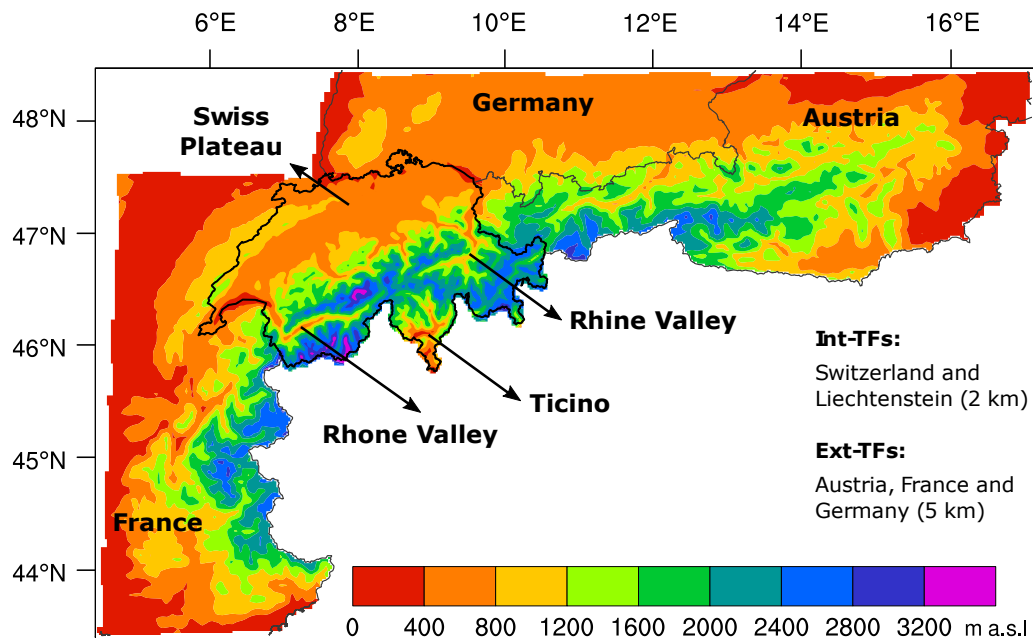 6°E 8°E 10°E 12°E 14°E 16°E
48°N
47°N
46°N
45°N
44°N
Germany
Austria
Swiss
Plateau
Rhine Valley
Ticino
Rhone Valley
France
Int-TFs:
Switzerland and
Liechtenstein (2 km)
Ext-TFs:
Austria, France and
Germany (5 km)
0 400 800 1200 1600 2000 2400 2800 3200 m a.s.l